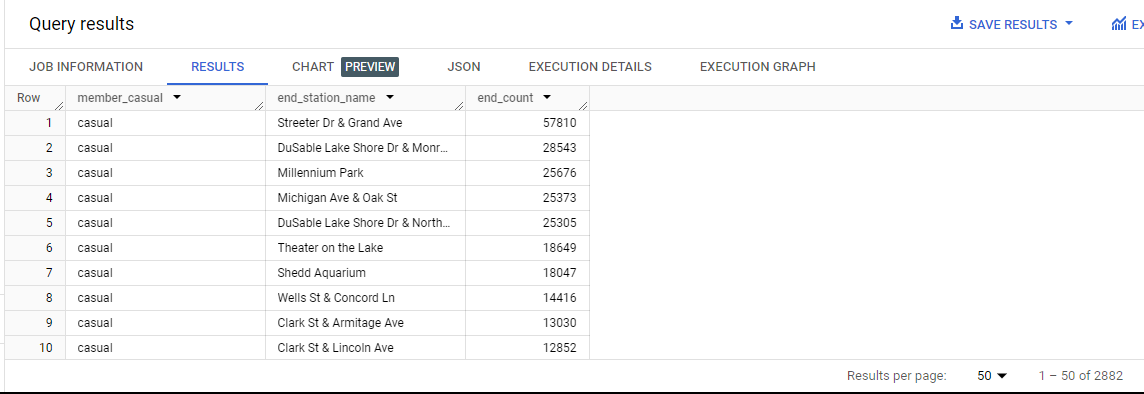 Query results SAVE RESULTS EX
JOB INFORMATION RESULTS CHART PREVIEW JSON EXECUTION DETAILS EXECUTION GRAPH
Row member_casual end_station_name end_count
1 casual Streeter Dr & Grand Ave 57810
2 casual DuSable Lake Shore Dr & Monr... 28543
3 casual Millennium Park 25676
4 casual Michigan Ave & Oak St 25373
5 casual DuSable Lake Shore Dr & North... 25305
6 casual Theater on the Lake 18649
7 casual Shedd Aquarium 18047
8 casual Wells St & Concord Ln 14416
9 casual Clark St & Armitage Ave 13030
10 casual Clark St & Lincoln Ave 12852
Results per page: 50 1 – 50 of 2882